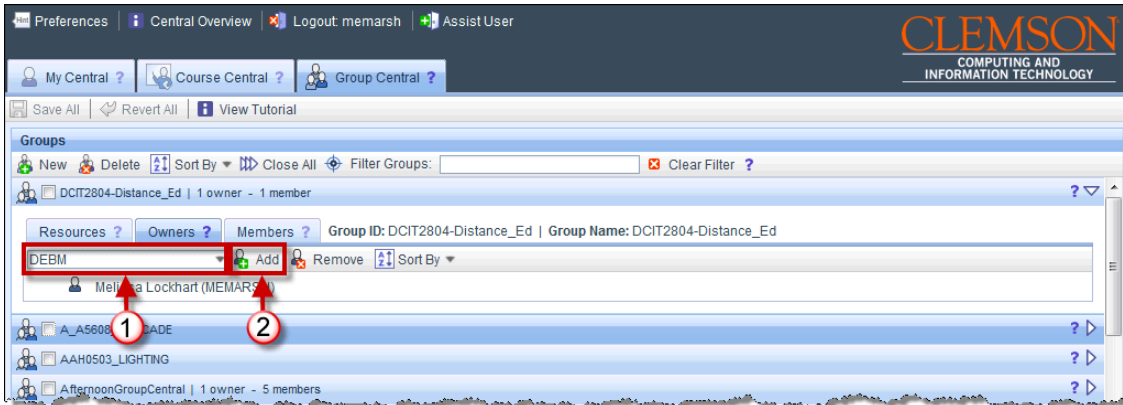 Preferences Central Overview Logout: memarsh Assist User
CLEMSON
COMPUTING AND
INFORMATION TECHNOLOGY
My Central ? Course Central ? Group Central ?
Save All Revert All View Tutorial
Groups
New Delete Sort By Close All Filter Groups: Clear Filter ?
DCIT2804-Distance_Ed | 1 owner - 1 member ?
Resources ? Owners ? Members ? Group ID: DCIT2804-Distance_Ed | Group Name: DCIT2804-Distance_Ed
DEBM Add Remove Sort By
Lockhart
1 2
?
AAH0503_LIGHTING ?
AfternoonGroupCentral | 1 owner - 5 members ?